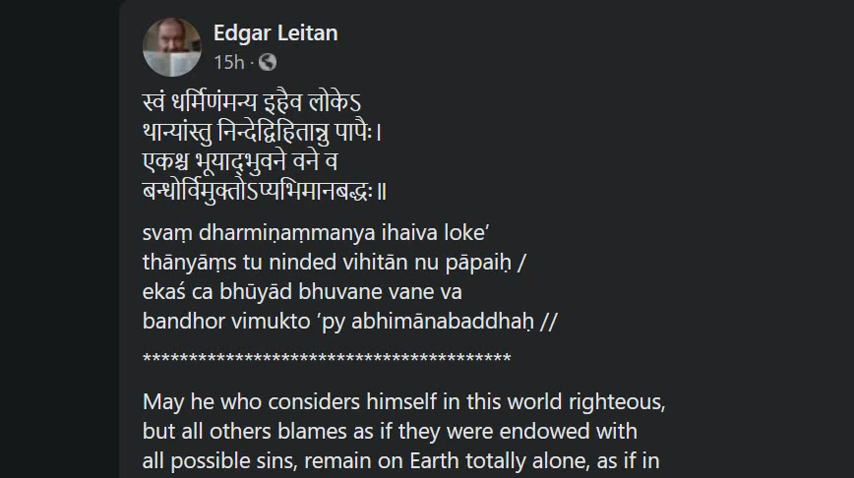 Edgar Leitan
15h ·
स्वं धर्मिणंमन्य इहैव लोकेऽ
थान्यांस्तु निन्देद्विहितान्नु पापैः।
एकश्च भूयाद्भुवने वने व
बन्धोर्विमुक्तोऽप्यभिमानबद्धः॥
svaṃ dharmiṇaṃmanya ihaiva loke’
thānyāṃs tu ninded vihitān nu pāpaiḥ /
ekaś ca bhūyād bhuvane vane va
bandhor vimukto ’py abhimānabaddhaḥ //
****************************************
May he who considers himself in this world righteous,
but all others blames as if they were endowed with
all possible sins, remain on Earth totally alone, as if in